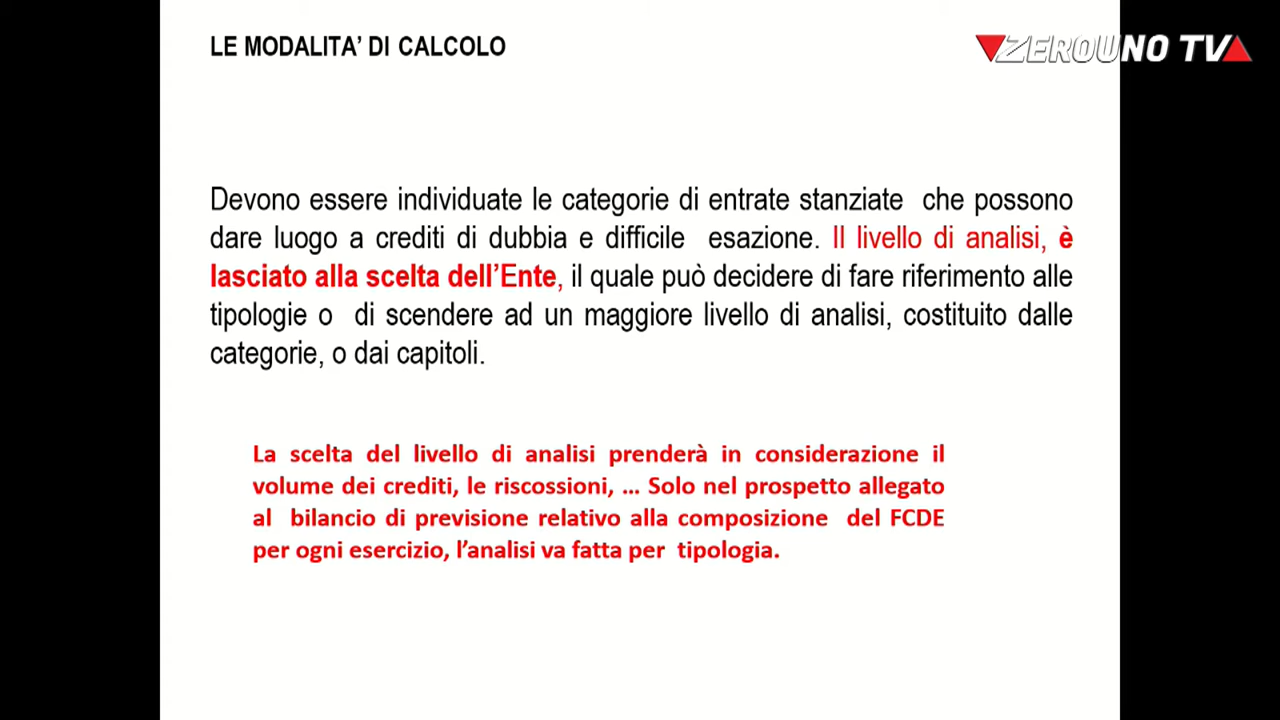 LE MODALITA’ DI CALCOLO
ZEROUNO TV
Devono essere individuate le categorie di entrate stanziate che possono
dare luogo a crediti di dubbia e difficile esazione. Il livello di analisi, è
lasciato alla scelta dell’Ente, il quale può decidere di fare riferimento alle
tipologie o di scendere ad un maggiore livello di analisi, costituito dalle
categorie, o dai capitoli.
La scelta del livello di analisi prenderà in considerazione il
volume dei crediti, le riscossioni, ... Solo nel prospetto allegato
al bilancio di previsione relativo alla composizione del FCDE
per ogni esercizio, l’analisi va fatta per tipologia.